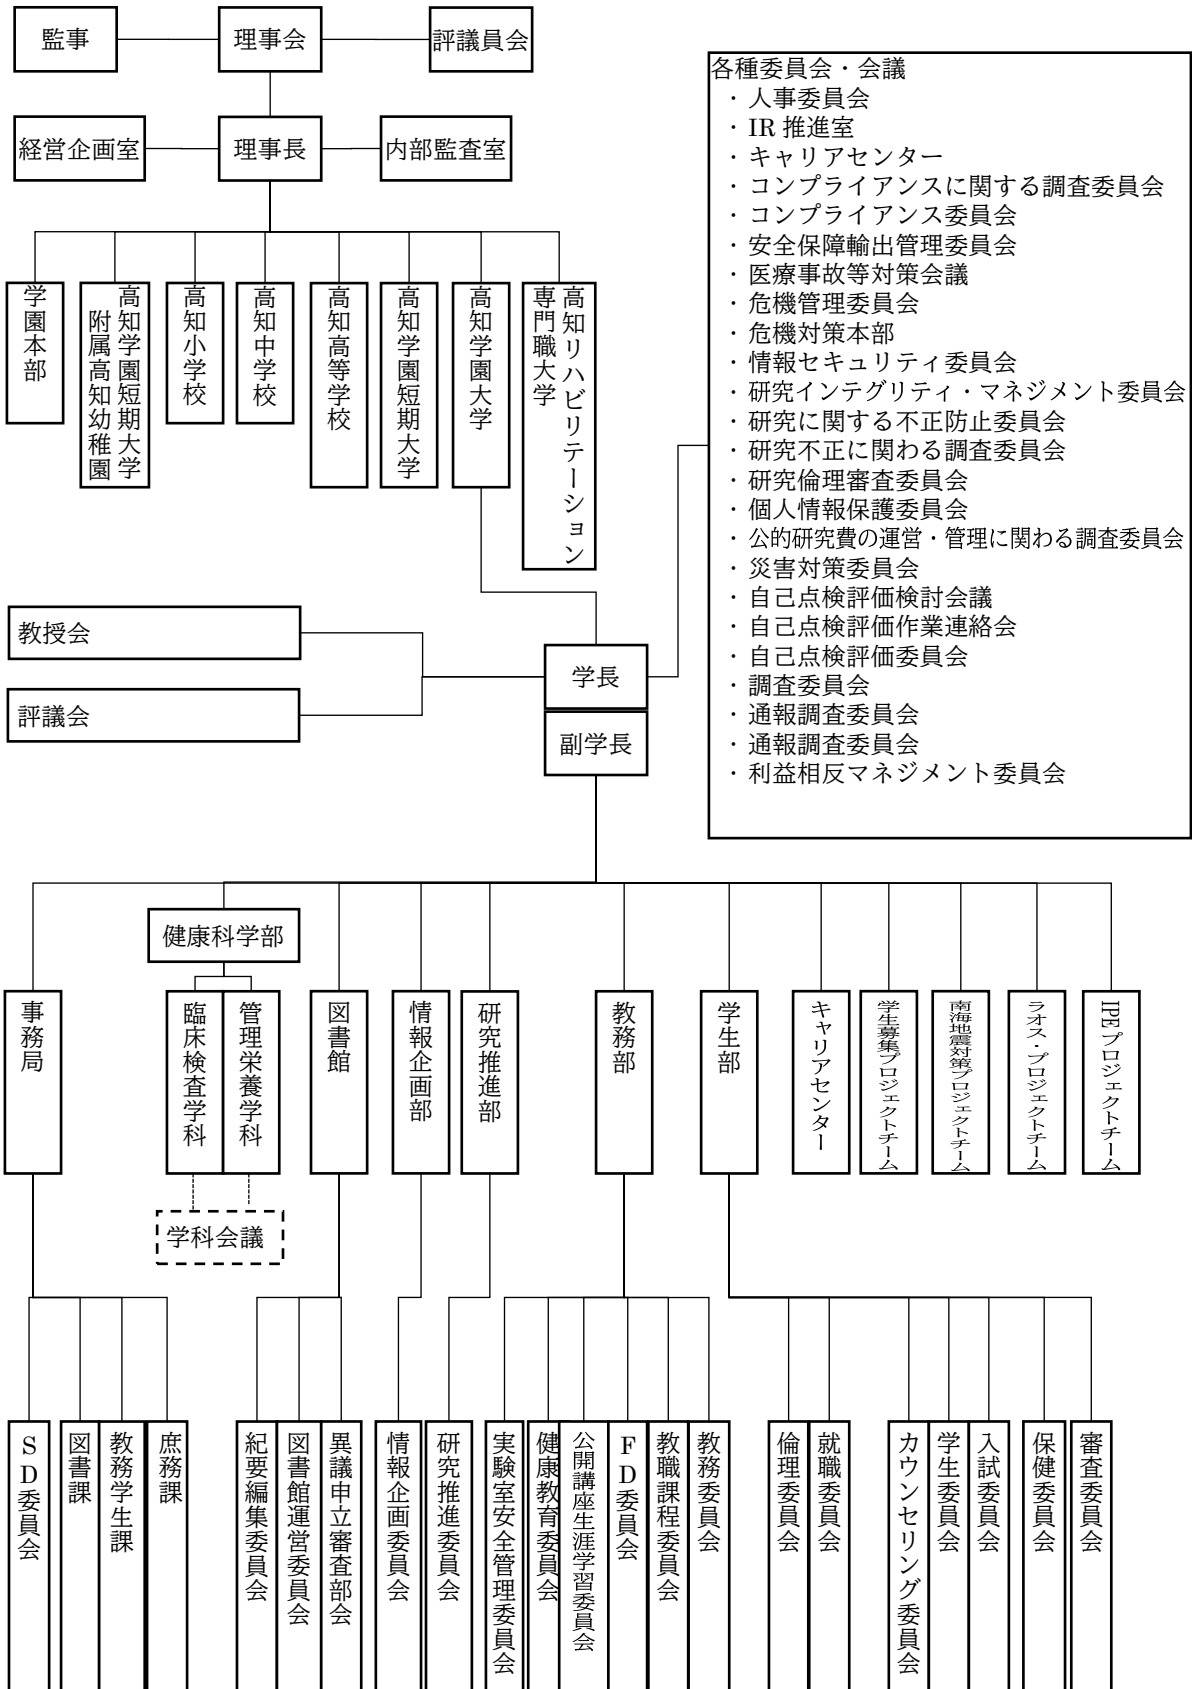 監事
理事会
評議員会
経営企画室
理事長
内部監査室
各種委員会・会議
・人事委員会
・IR 推進室
・キャリアセンター
・コンプライアンスに関する調査委員会
・コンプライアンス委員会
・安全保障輸出管理委員会
・医療事故等対策会議
・危機管理委員会
・危機対策本部
・情報セキュリティ委員会
・研究インテグリティ・マネジメント委員会
・研究に関する不正防止委員会
・研究不正に関わる調査委員会
・研究倫理審査委員会
・個人情報保護委員会
・公的研究費の運営・管理に関わる調査委員会
・災害対策委員会
・自己点検評価検討会議
・自己点検評価作業連絡会
・自己点検評価委員会
・調査委員会
・通報調査委員会
・通報調査委員会
・利益相反マネジメント委員会
学園本部
高知学園短期大学
附属高知幼稚園
高知小学校
高知中学校
高知高等学校
高知学園短期大学
高知学園大学
高知リハビリテーション
専門職大学
教授会
評議会
学長
副学長
健康科学部
事務局
臨床検査学科
管理栄養学科
図書館
情報企画部
研究推進部
教務部
学生部
キャリアセンター
学生募集プロジェクトチーム
南海地震対策プロジェクトチーム
ラオス・プロジェクトチーム
IPEプロジェクトチーム
学科会議
SD委員会
図書課
教務学生課
庶務課
紀要編集委員会
図書館運営委員会
異議申立審査部会
情報企画委員会
研究推進委員会
実験室安全管理委員会
健康教育委員会
公開講座生涯学習委員会
FD委員会
教職課程委員会
教務委員会
倫理委員会
就職委員会
カウンセリング委員会
学生委員会
入試委員会
保健委員会
審査委員会